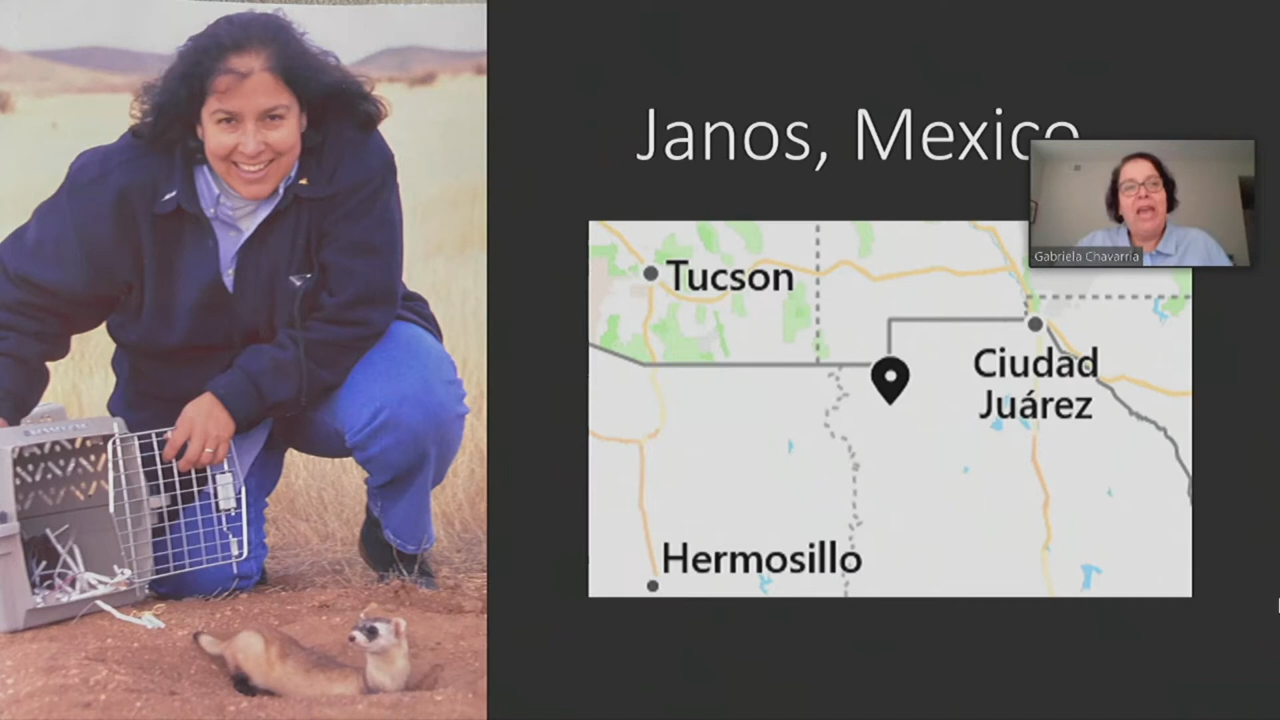 Janos, Mexico
Gabriela Chavarria
Tucson
Ciudad
Juárez
Hermosillo